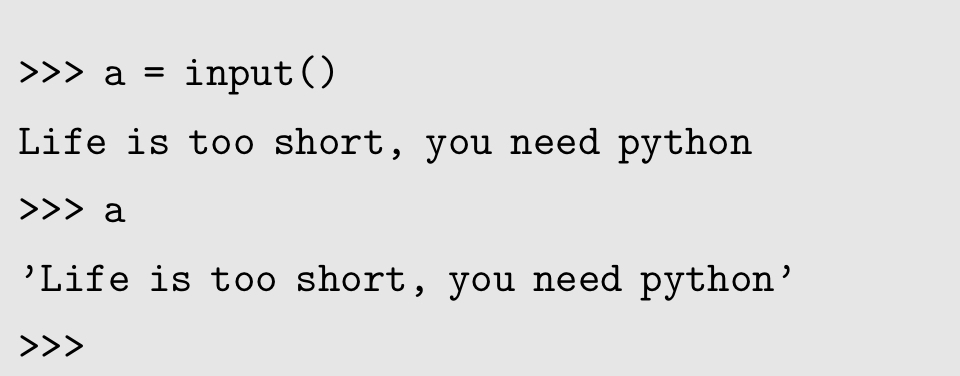 >>> a = input()
Life is too short, you need python
>>> a
’Life is too short, you need python’
>>>